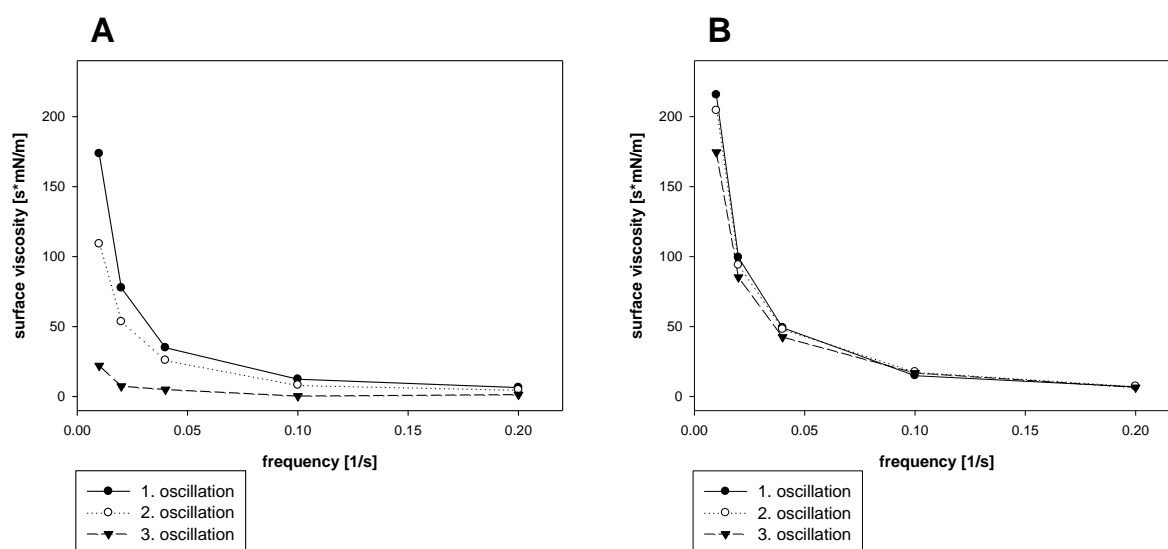 A
surface viscosity [s*mN/m]
200
150
100
50
0
0.00 0.05 0.10 0.15 0.20
frequency [1/s]
1. oscillation
2. oscillation
3. oscillation
B
surface viscosity [s*mN/m]
200
150
100
50
0
0.00 0.05 0.10 0.15 0.20
frequency [1/s]
1. oscillation
2. oscillation
3. oscillation